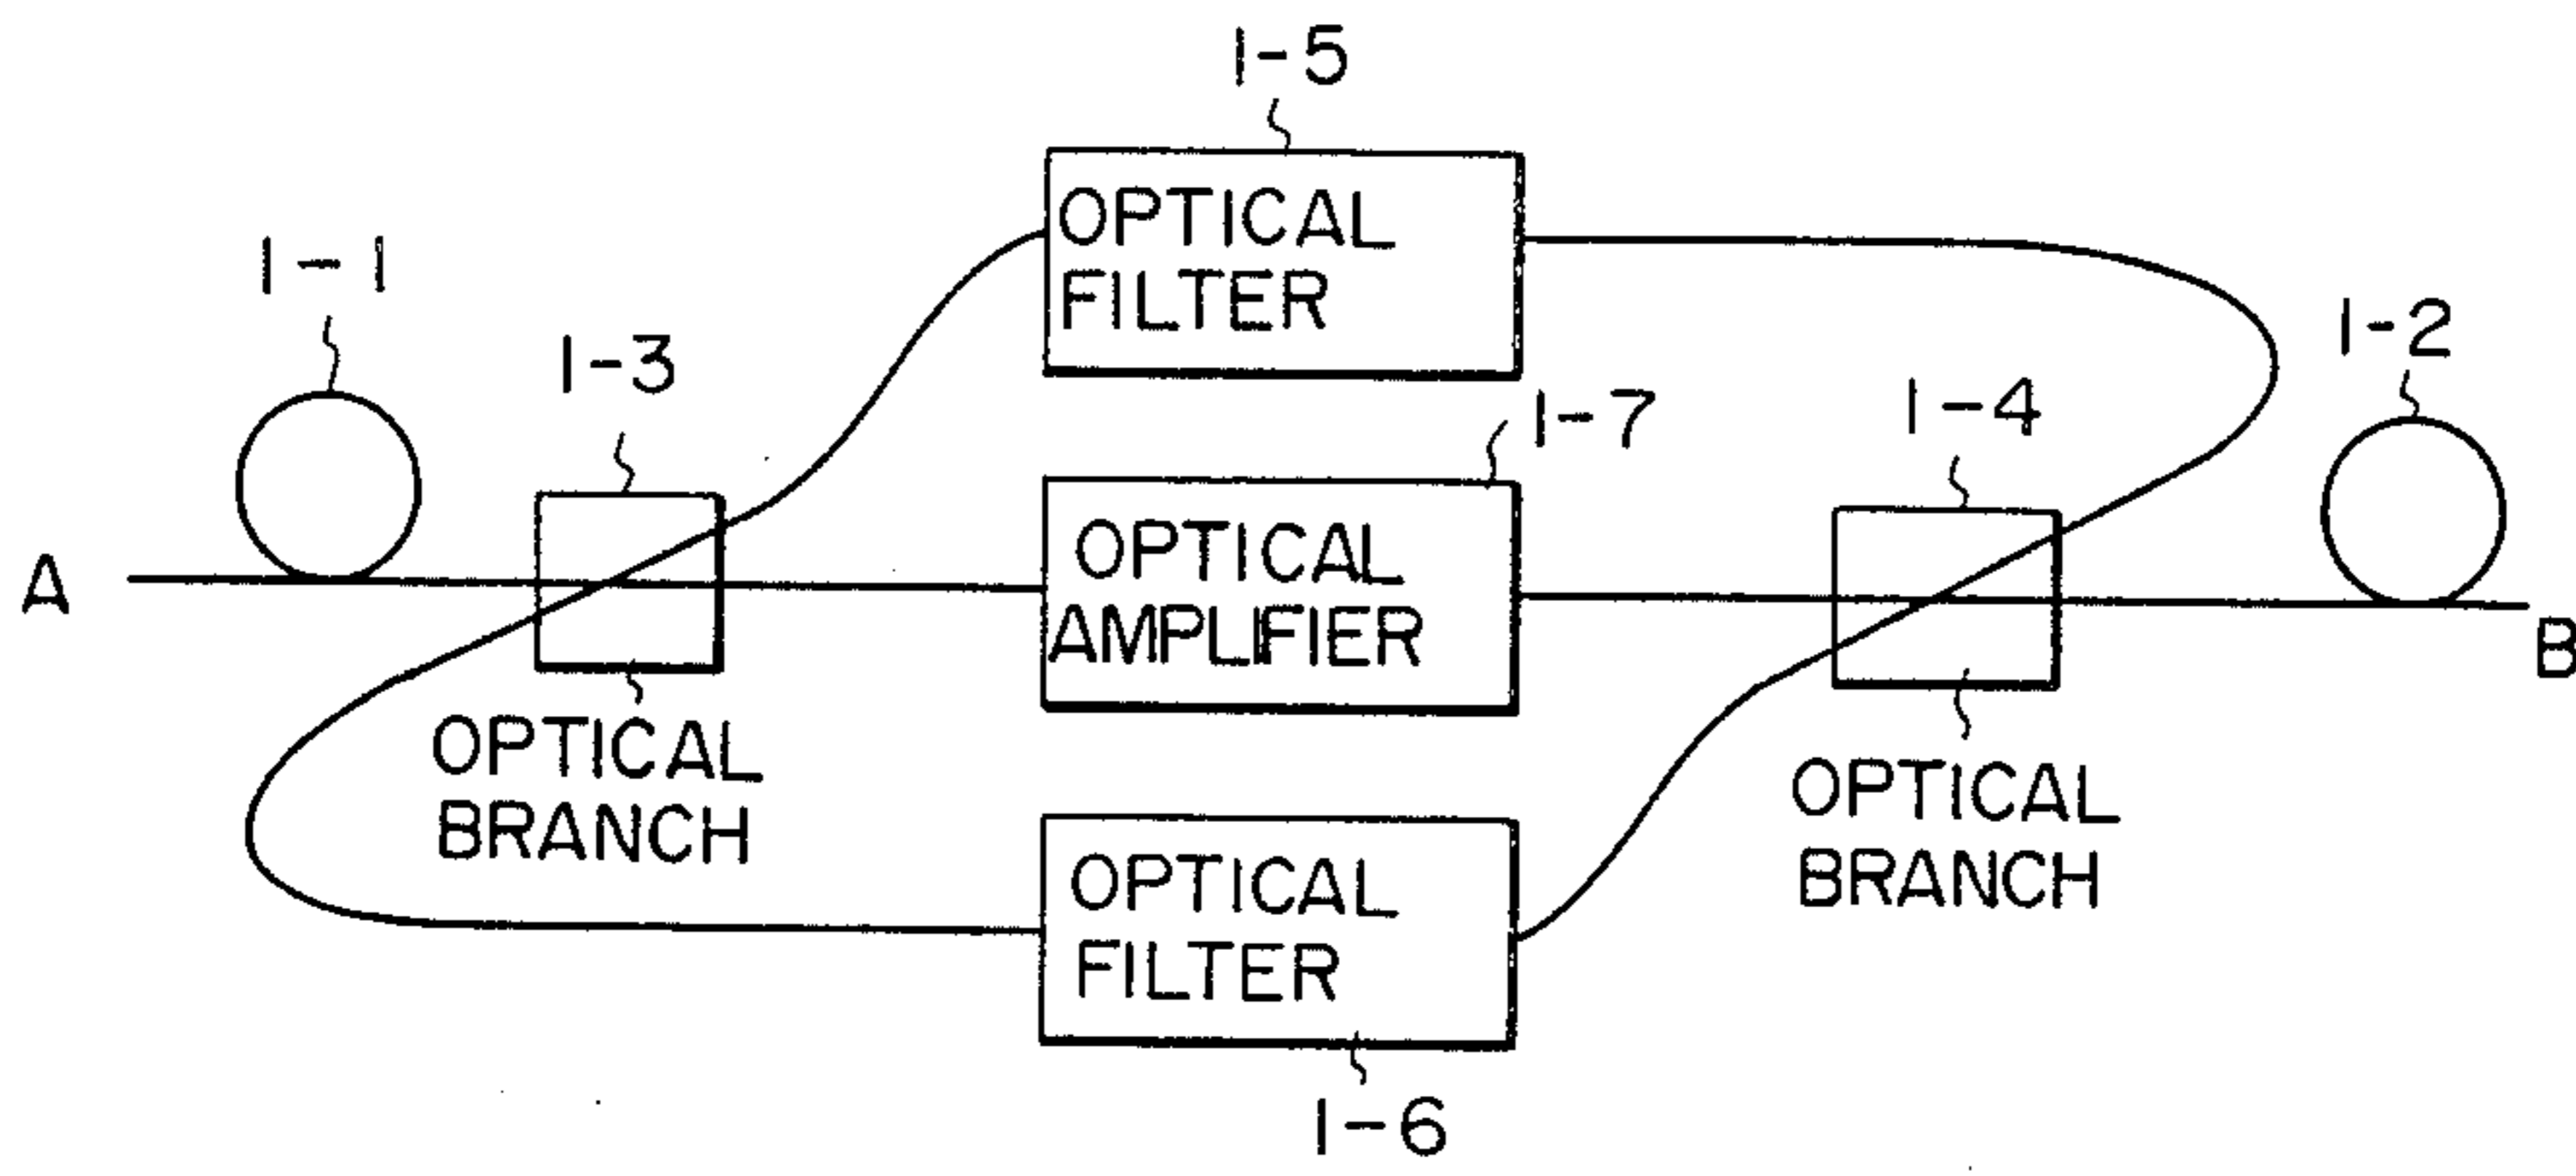 1-5
OPTICAL
FILTER
1-1
1-3
1-2
1-7
1-4
OPTICAL
AMPLIFIER
A
B
OPTICAL
BRANCH
OPTICAL
BRANCH
OPTICAL
FILTER
1-6